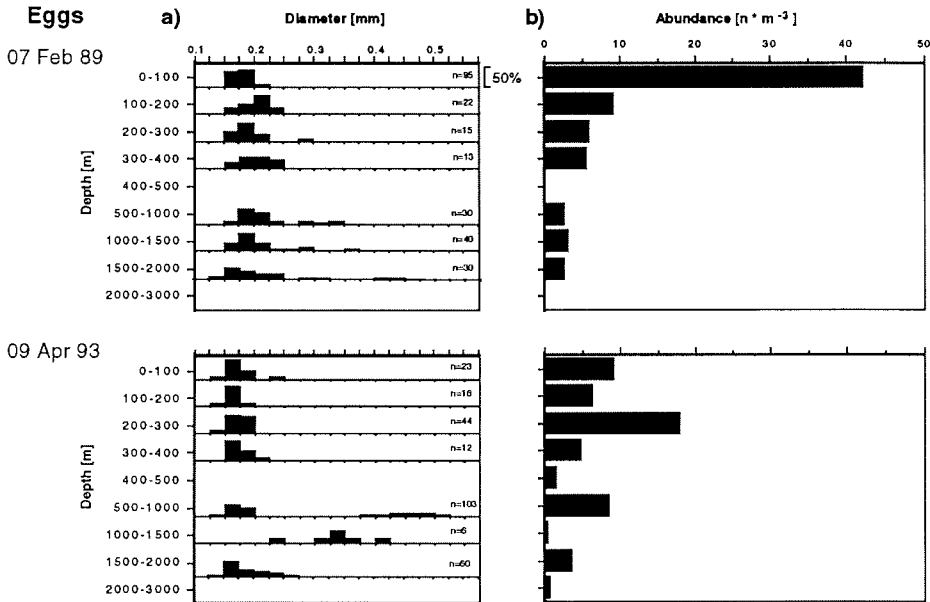 Eggs a) Diameter [mm] b) Abundance [n * m -3 ]
0.1 0.2 0.3 0.4 0.5 0 10 20 30 40 50
07 Feb 89
0-100 n=95 50%
100-200 n=22
200-300 n=15
300-400 n=13
400-500
500-1000 n=30
1000-1500 n=40
1500-2000 n=30
2000-3000
Depth [m]
09 Apr 93
0-100 n=23
100-200 n=16
200-300 n=44
300-400 n=12
400-500
500-1000 n=103
1000-1500 n=6
1500-2000 n=60
2000-3000
Depth [m]